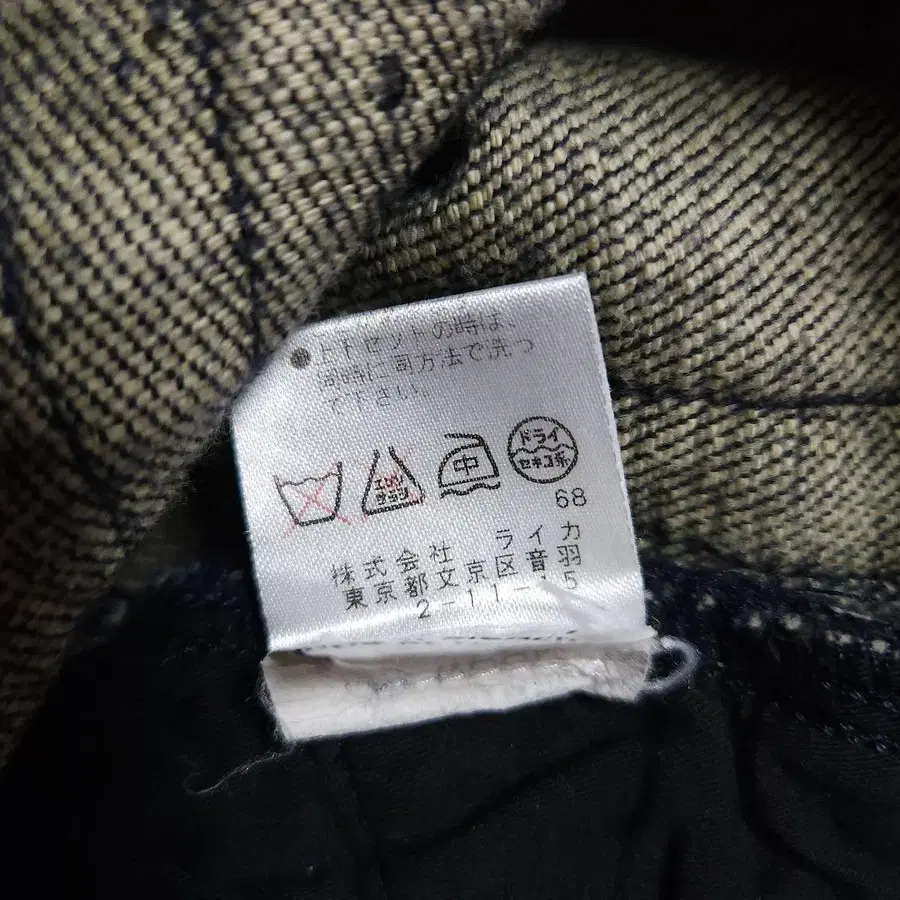 ●上下セットの時は、
同時に同方法で洗っ
て下さい。
エンソ
サラシ
中
ドライ
セキユ系
68
株式会社 ライカ
東京都文京区音羽
2-11-15